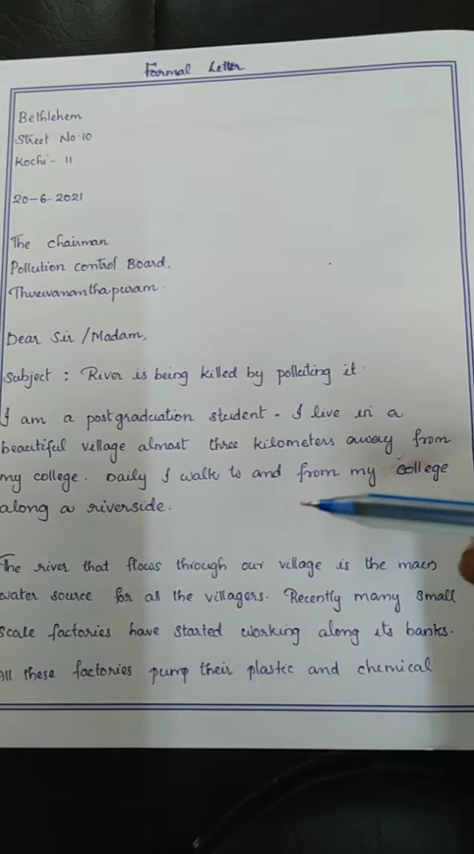 Formal Letter
Bethlehem
Street No:10
Kochi - 11
20-6-2021
The chairman
Pollution control Board,
Thiruvananthapuram.
Dear Sir /Madam,
Subject : River is being killed by polluting it.
I am a postgraduation student. I live in a
beautiful village almost three kilometers away from
my college. Daily I walk to and from my college
along a riverside.
The river that flows through our village is the main
water source for all the villagers. Recently many small
scale factories have started working along its banks.
All these factories pump their plastic and chemical